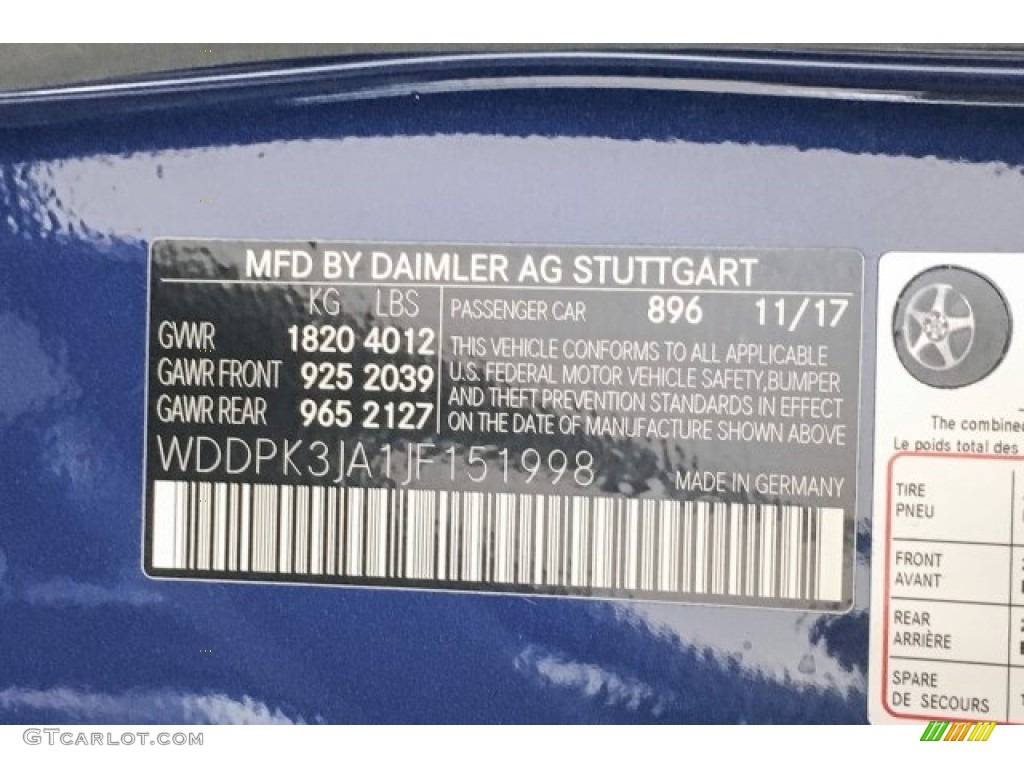 MFD BY DAIMLER AG STUTTGART
KG LBS
GVWR 1820 4012
GAWR FRONT 925 2039
GAWR REAR 965 2127
PASSENGER CAR 896 11/17
THIS VEHICLE CONFORMS TO ALL APPLICABLE
U.S. FEDERAL MOTOR VEHICLE SAFETY,BUMPER
AND THEFT PREVENTION STANDARDS IN EFFECT
ON THE DATE OF MANUFACTURE SHOWN ABOVE
WDDPK3JA1JF151998
MADE IN GERMANY
The combined
Le poids total des
TIRE
PNEU
FRONT
AVANT
REAR
ARRIÈRE
SPARE
DE SECOURS
GTCarLot.com